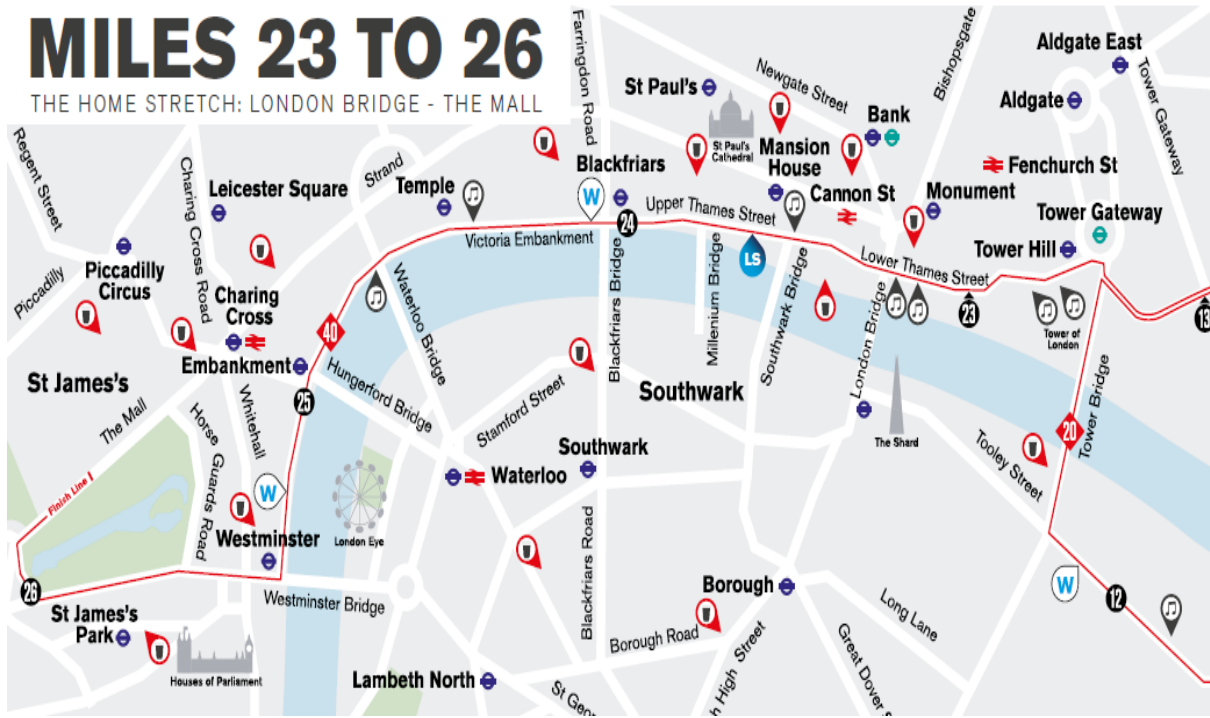 MILES 23 TO 26
THE HOME STRETCH: LONDON BRIDGE - THE MALL
Farringdon Road
Bishopsgate
Aldgate East
Tower Gateway
St Paul's
Newgate Street
Aldgate
Bank
Regent Street
Charing Cross Road
Strand
St Paul's
Cathedral
Mansion
House
Fenchurch St
Leicester Square
Temple
Blackfriars
W
Cannon St
Monument
Upper Thames Street
24
Tower Gateway
Victoria Embankment
Tower Hill
Piccadilly
Piccadilly
Circus
LS
Lower Thames Street
Charing
Cross
40
Waterloo Bridge
Blackfriars Bridge
Millenium Bridge
Southwark Bridge
London Bridge
23
13
Tower of
London
Embankment
Hungerford Bridge
St James's
25
Whitehall
Stamford Street
Southwark
Tower Bridge
20
The Mall
Horse Guards Road
The Shard
Tooley Street
Southwark
Waterloo
Finish Line
W
London Eye
Westminster
Blackfriars Road
26
Westminster Bridge
Borough
W
12
St James's
Park
Houses of Parliament
Long Lane
Borough Road
Great Dover S
h High Street
Lambeth North
St Geor